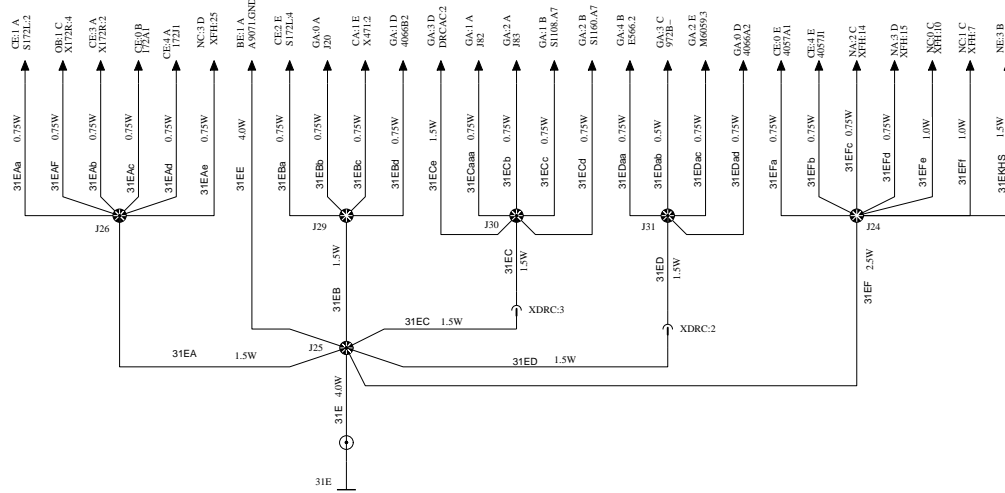 CE:1 A
S172L:2
OB:1 C
X172R:4
CE:3 A
X172R:2
CE:0 B
172A1
CE:4 A
172J1
NC:3 D
XFH:25
BE:1 A
A9071.GND
CE:2 E
S172L:4
GA:0 A
J20
CA:1 E
X471:2
GA:1 D
4066B2
GA:3 D
DRCAC:2
GA:1 A
J82
GA:2 A
J83
GA:1 B
S1108.A7
GA:2 B
S1160.A7
GA:4 B
E566.2
GA:3 C
972B−
GA:2 E
M6059.3
GA:0 D
4066A2
CE:0 E
4057A1
CE:4 E
4057J1
NA:2 C
XFH:14
NA:3 D
XFH:15
NC:0 C
XFH:10
NC:1 C
XFH:7
NE:3 B
31EAa 0.75W
31EAF 0.75W
31EAb 0.75W
31EAc 0.75W
31EAd 0.75W
31EAe 0.75W
31EE 4.0W
31EBa 0.75W
31EBb 0.75W
31EBc 0.75W
31EBd 0.75W
31ECe 1.5W
31ECaaa 0.75W
31ECb 0.75W
31ECc 0.75W
31ECd 0.75W
31EDaa 0.75W
31EDab 0.5W
31EDac 0.75W
31EDad 0.75W
31EFa 0.75W
31EFb 0.75W
31EFc 0.75W
31EFd 0.75W
31EFe 1.0W
31EFf 1.0W
31EKHS 1.5W
J26
J29
J30
J31
J24
31EB 1.5W
31EC 1.5W
31ED 1.5W
31EF 2.5W
XDRC:3
XDRC:2
31EC 1.5W
J25
31EA 1.5W
31ED 1.5W
31E 4.0W
31E